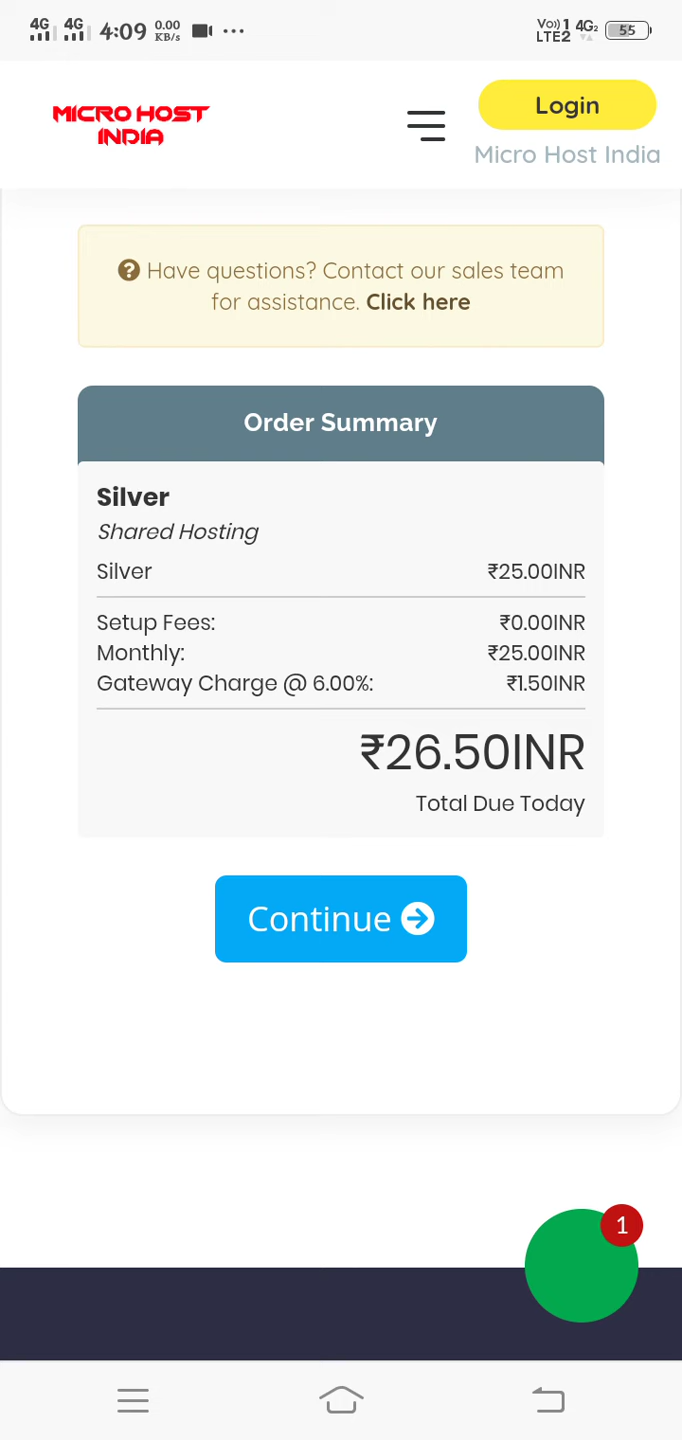 4G 4G 4:09 0.00 KB/s ... Vo)) 1 LTE2 4G2 55
MICRO HOST
INDIA
Login
Micro Host India
Have questions? Contact our sales team
for assistance. Click here
Order Summary
Silver
Shared Hosting
Silver ₹25.00INR
Setup Fees: ₹0.00INR
Monthly: ₹25.00INR
Gateway Charge @ 6.00%: ₹1.50INR
₹26.50INR
Total Due Today
Continue
1